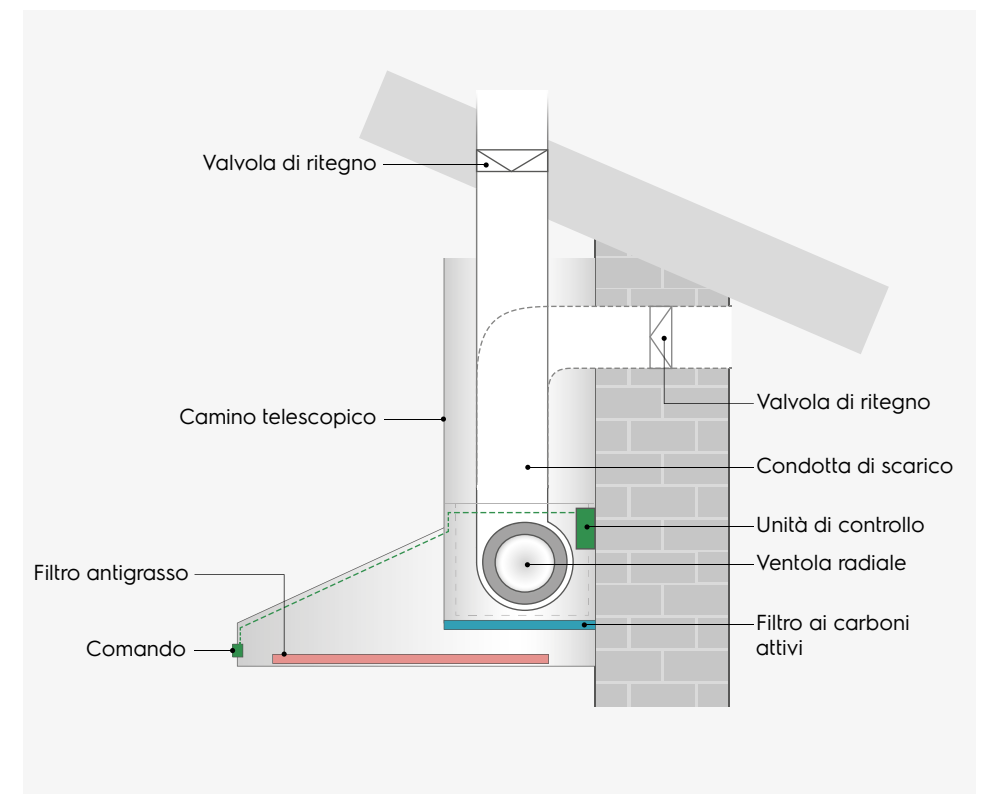 Valvola di ritegno
Valvola di ritegno
Camino telescopico
Condotta di scarico
Unità di controllo
Ventola radiale
Filtro antigrasso
Filtro ai carboni
attivi
Comando